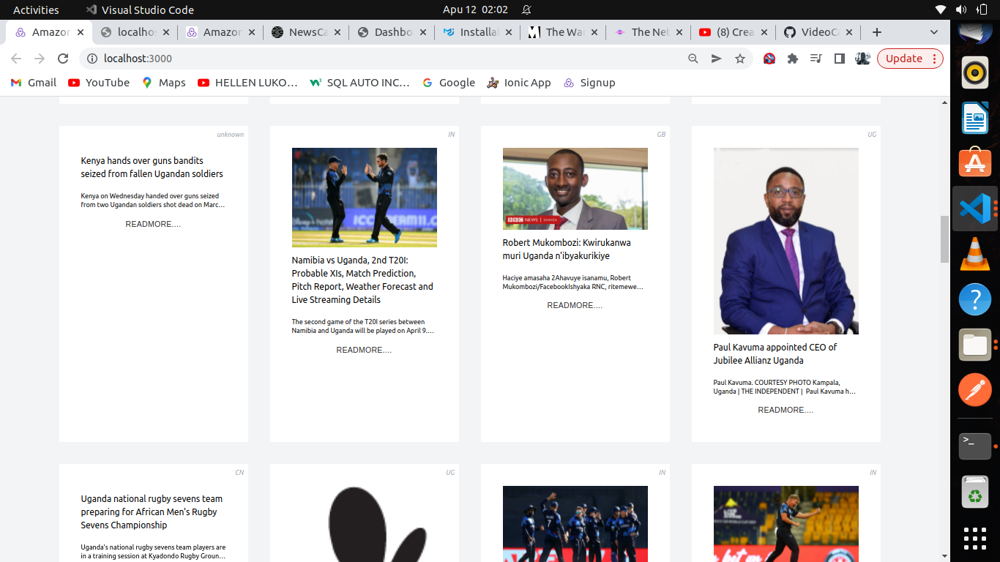 Activities
Visual Studio Code
Apu 12 02:02
Amazon
localhos
Amazon
NewsCa
Dashbo
Installa
The War
The Net
(8) Crea
VideoCa
localhost:3000
Update
Gmail
YouTube
Maps
HELLEN LUKO...
SQL AUTO INC...
Google
Ionic App
Signup
unknown
Kenya hands over guns bandits
seized from fallen Ugandan soldiers
Kenya on Wednesday handed over guns seized
from two Ugandan soldiers shot dead on Marc...
READMORE....
IN
Namibia vs Uganda, 2nd T20I:
Probable XIs, Match Prediction,
Pitch Report, Weather Forecast and
Live Streaming Details
The second game of the T20I series between
Namibia and Uganda will be played on April 9....
READMORE....
GB
BBC NEWS | GAHUZA
Robert Mukombozi: Kwirukanwa
muri Uganda n'ibyakurikiye
Haciye amasaha 2Ahavuye isanamu, Robert
Mukombozi/FacebookIshyaka RNC, ritemewe...
READMORE....
UG
Paul Kavuma appointed CEO of
Jubilee Allianz Uganda
Paul Kavuma. COURTESY PHOTO Kampala,
Uganda | THE INDEPENDENT | Paul Kavuma h...
READMORE....
CN
Uganda national rugby sevens team
preparing for African Men's Rugby
Sevens Championship
Uganda's national rugby sevens team players are
in a training session at Kyadondo Rugby Groun...
UG
IN
IN